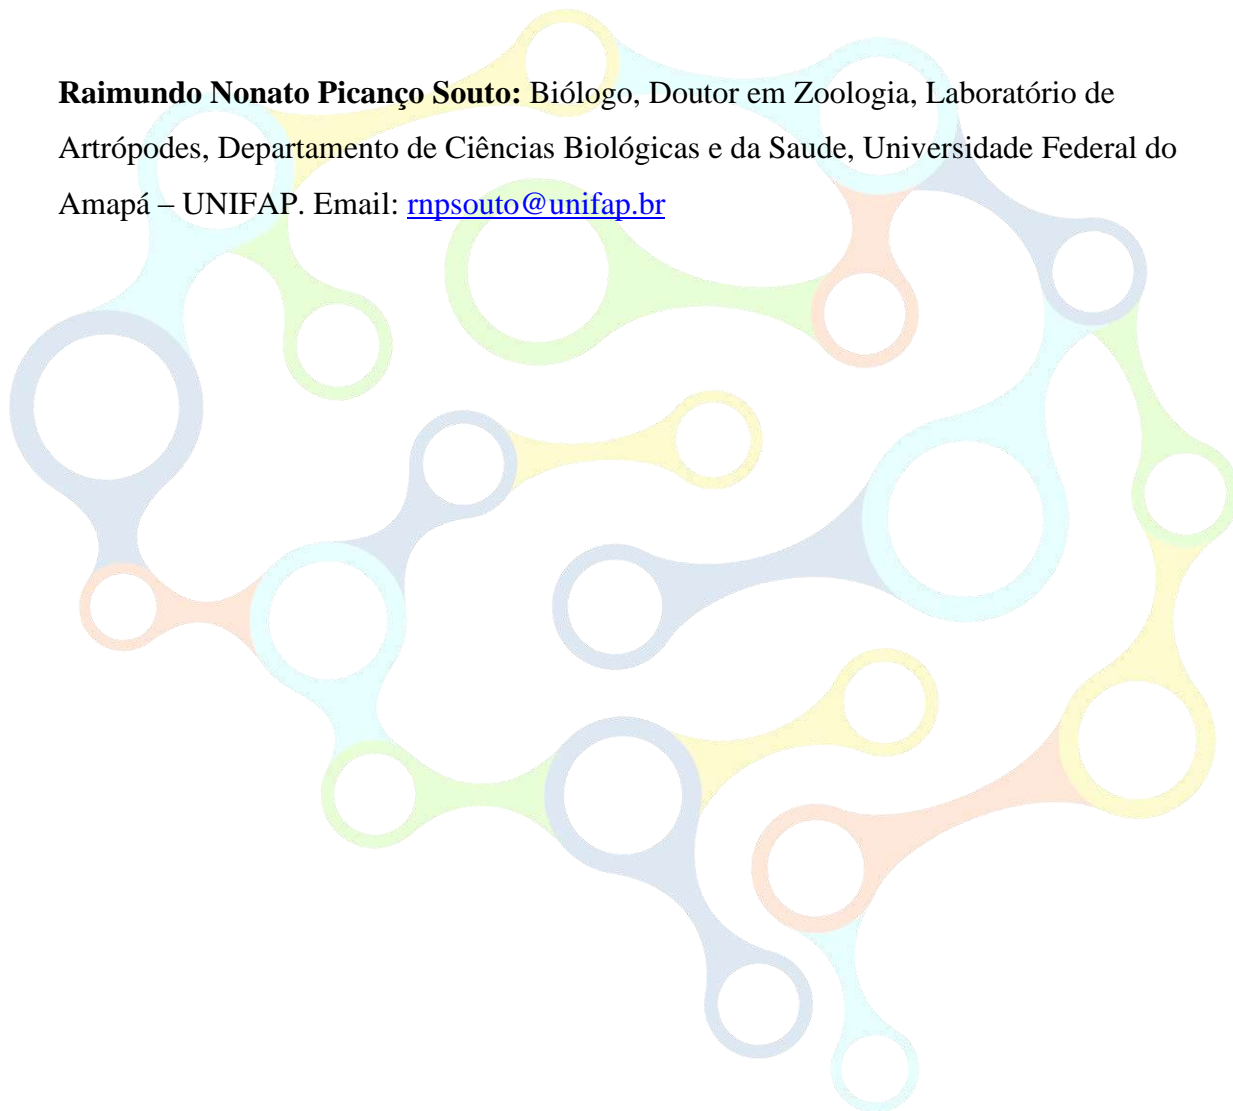 Raimundo Nonato Picanço Souto: Biólogo, Doutor em Zoologia, Laboratório de
Artrópodes, Departamento de Ciências Biológicas e da Saude, Universidade Federal do
Amapá – UNIFAP. Email: rnpsouto@unifap.br